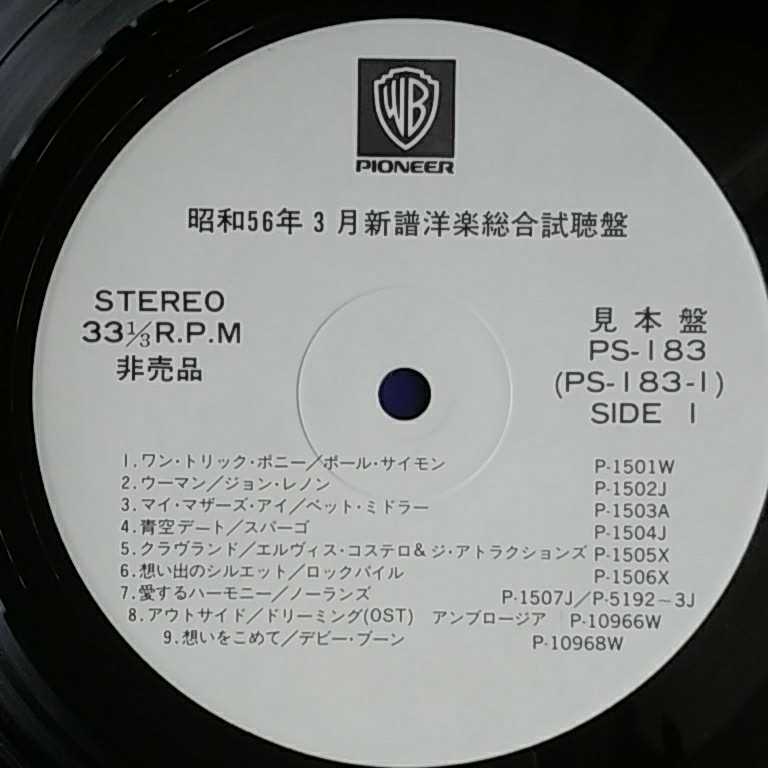 WB
PIONEER
昭和56年3月新譜洋楽総合試聴盤
STEREO
33⅓R.P.M
非売品
見本盤
PS-183
(PS-183-1)
SIDE 1
1.ワン・トリック・ポニー/ポール・サイモン P-1501W
2.ウーマン/ジョン・レノン P-1502J
3.マイ・マザーズ・アイ/ベット・ミドラー P-1503A
4.青空デート/スパーゴ P-1504J
5.クラヴランド/エルヴィス・コステロ&ジ・アトラクションズ P-1505X
6.想い出のシルエット/ロックパイル P-1506X
7.愛するハーモニー/ノーランズ P-1507J/P-5192~3J
8.アウトサイド/ドリーミング(OST) アンブロージア P-10966W
9.想いをこめて/デビー・ブーン P-10968W